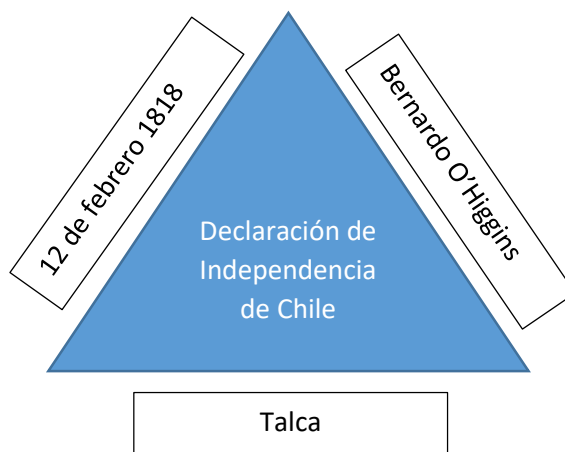 12 de febrero 1818
Bernardo O’Higgins
Declaración de
Independencia
de Chile
Talca